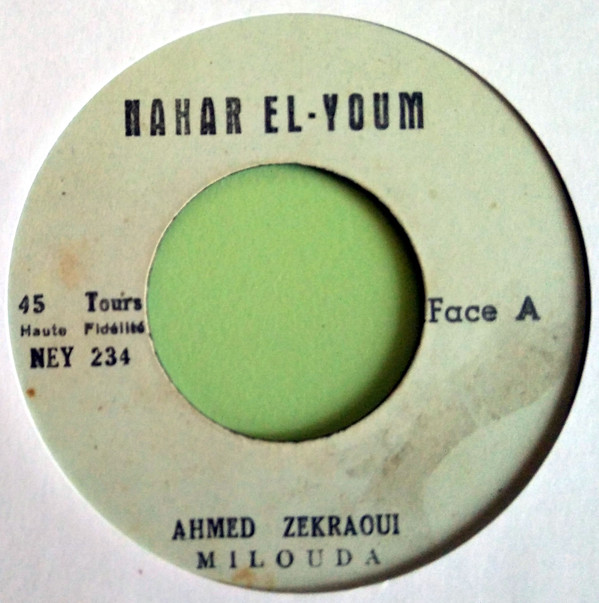 NAHAR EL-YOUM
45 Tours
Haute Fidélité
NEY 234
Face A
AHMED ZEKRAOUI
MILOUDA